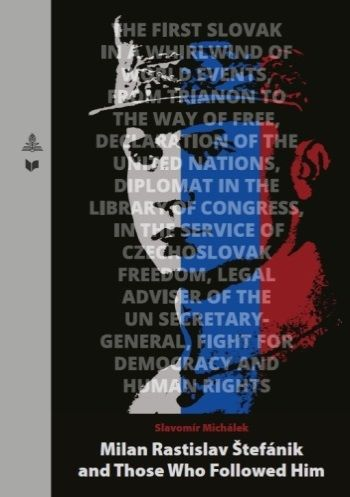 THE FIRST SLOVAK
IN A WHIRLWIND OF
WORLD EVENTS,
FROM TRIANON TO
THE WAY OF FREE,
DECLARATION OF THE
UNITED NATIONS,
DIPLOMAT IN THE
LIBRARY OF CONGRESS,
IN THE SERVICE OF
CZECHOSLOVAK
FREEDOM, LEGAL
ADVISER OF THE
UN SECRETARY-
GENERAL, FIGHT FOR
DEMOCRACY AND
HUMAN RIGHTS
Slavomír Michálek
Milan Rastislav Štefánik
and Those Who Followed Him